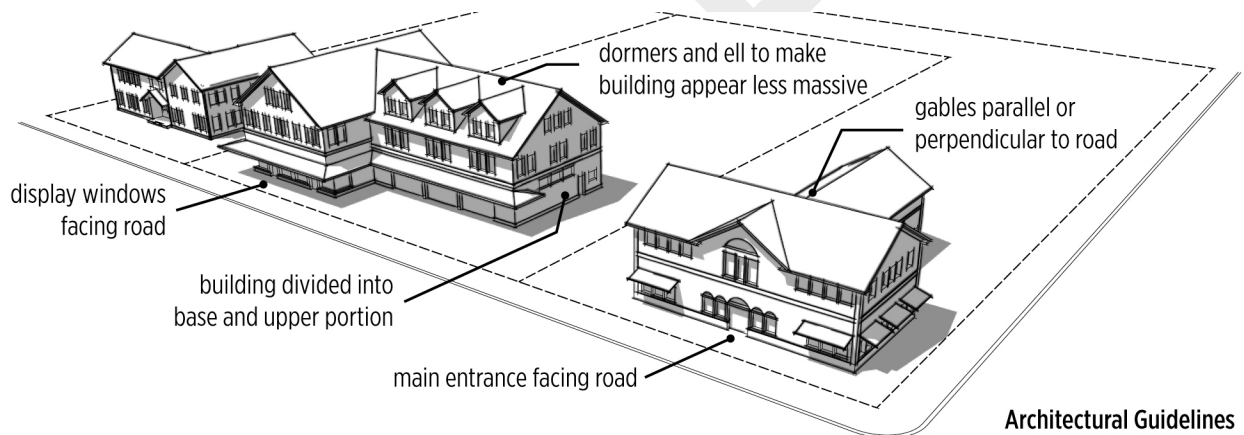 dormers and ell to make
building appear less massive
gables parallel or
perpendicular to road
display windows
facing road
building divided into
base and upper portion
main entrance facing road
Architectural Guidelines